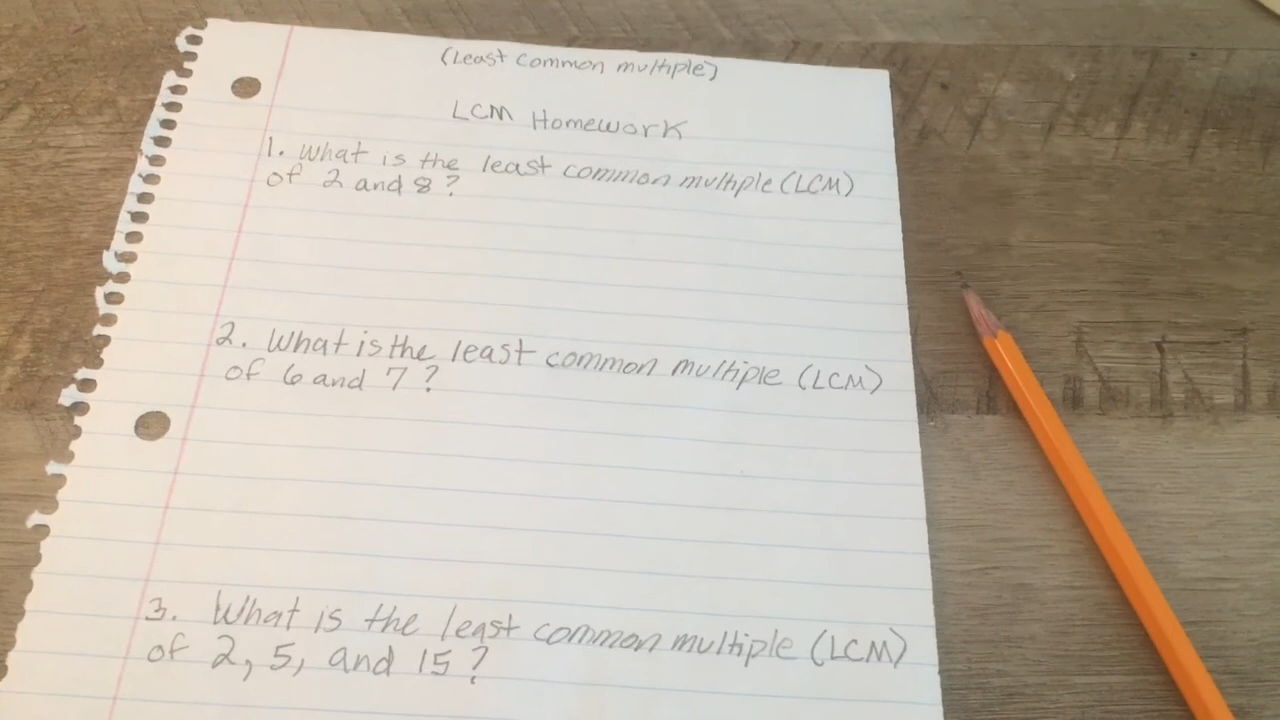 (Least common multiple)
LCM Homework
1. What is the least common multiple (LCM)
of 2 and 8?
2. What is the least common multiple (LCM)
of 6 and 7?
3. What is the least common multiple (LCM)
of 2, 5, and 15?